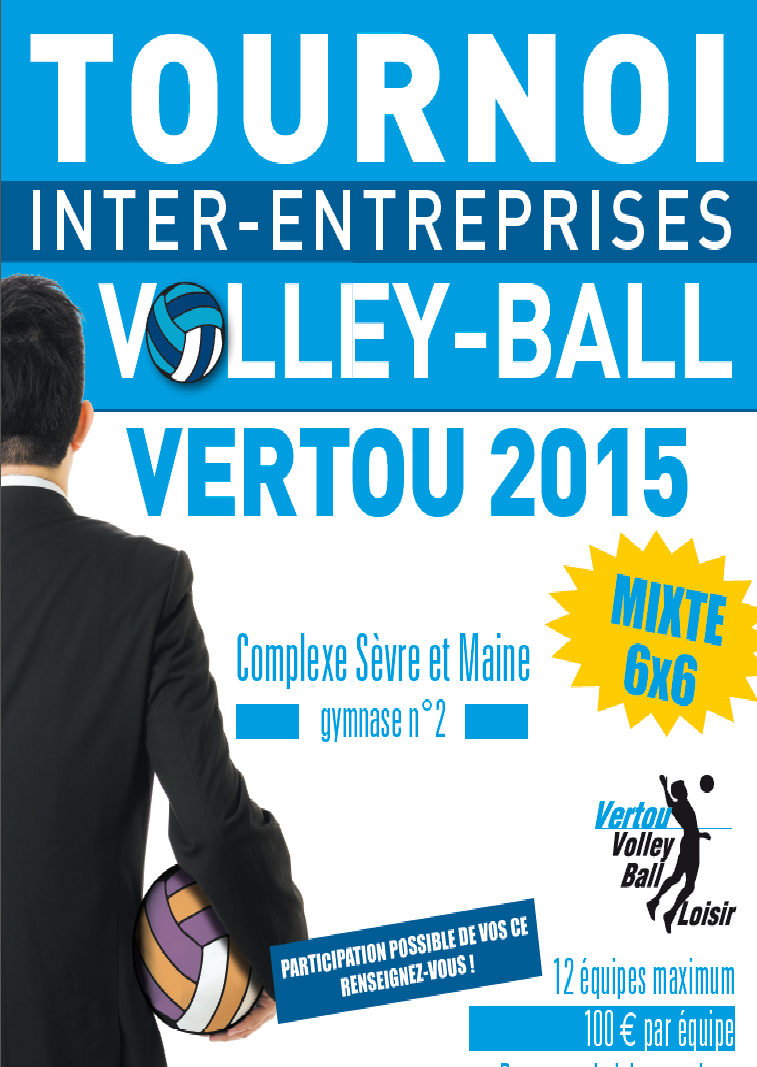 TOURNOI
INTER-ENTREPRISES
VOLLEY-BALL
VERTOU 2015
MIXTE
6x6
Complexe Sèvre et Maine
gymnase n°2
Vertou
Volley
Ball
Loisir
PARTICIPATION POSSIBLE DE VOS CE
RENSEIGNEZ-VOUS !
12 équipes maximum
100 € par équipe